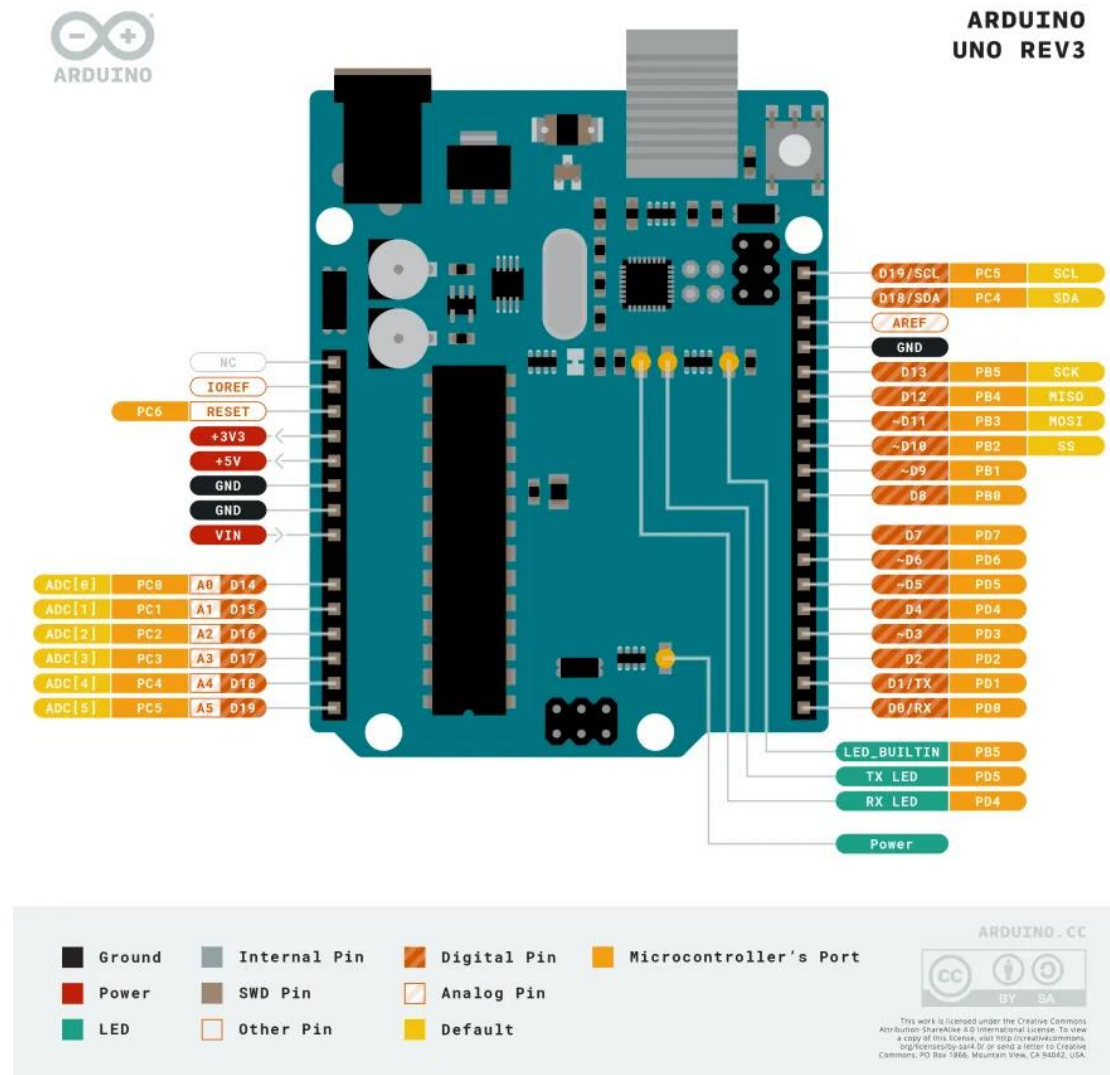 ARDUINO
ARDUINO
UNO REV3
D19/SCL PC5 SCL
D18/SDA PC4 SDA
AREF
GND
D13 PB5 SCK
D12 PB4 MISO
~D11 PB3 MOSI
~D10 PB2 SS
~D9 PB1
D8 PB0
D7 PD7
~D6 PD6
~D5 PD5
D4 PD4
~D3 PD3
D2 PD2
D1/TX PD1
D0/RX PD0
NC
IOREF
PC6 RESET
+3V3
+5V
GND
GND
VIN
ADC[0] PC0 A0 D14
ADC[1] PC1 A1 D15
ADC[2] PC2 A2 D16
ADC[3] PC3 A3 D17
ADC[4] PC4 A4 D18
ADC[5] PC5 A5 D19
LED_BUILTIN PB5
TX LED PD5
RX LED PD4
Power
Ground
Power
LED
Internal Pin
SWD Pin
Other Pin
Digital Pin
Analog Pin
Default
Microcontroller's Port
ARDUINO.CC
cc
BY SA
This work is licensed under the Creative Commons
Attribution-ShareAlike 4.0 International License. To view
a copy of this license, visit http://creativecommons.
org/licenses/by-sa/4.0/ or send a letter to Creative
Commons, PO Box 1866, Mountain View, CA 94042, USA.